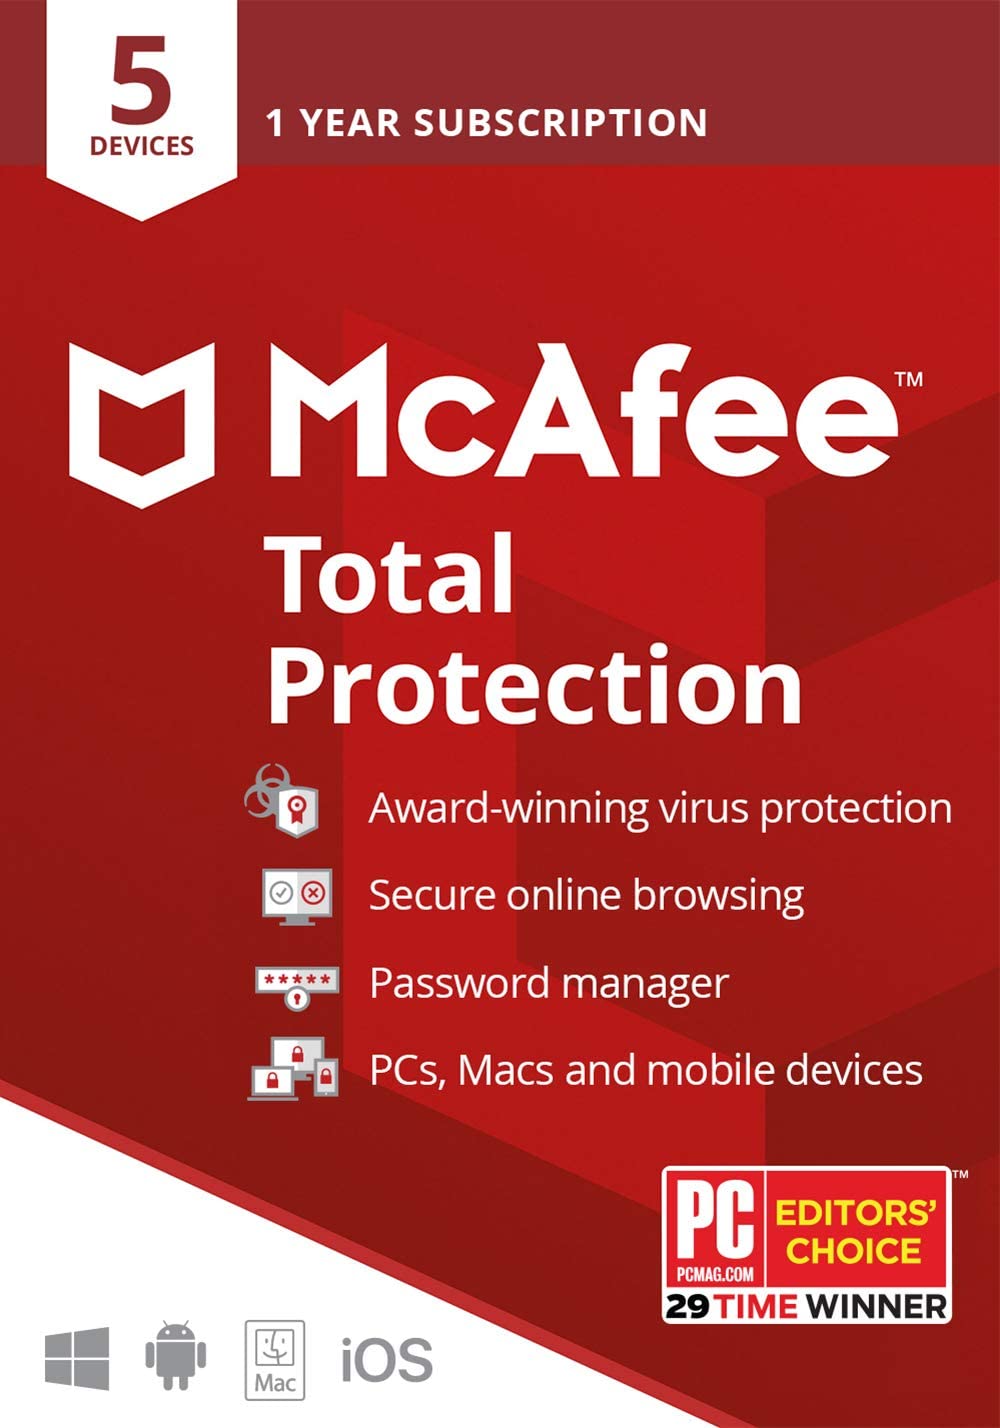 5
DEVICES
1 YEAR SUBSCRIPTION
McAfee™
Total
Protection
Award-winning virus protection
Secure online browsing
*****
Password manager
PCs, Macs and mobile devices
PC
PCMAG.COM
EDITORS'
CHOICE
™
29 TIME WINNER
Mac
iOS